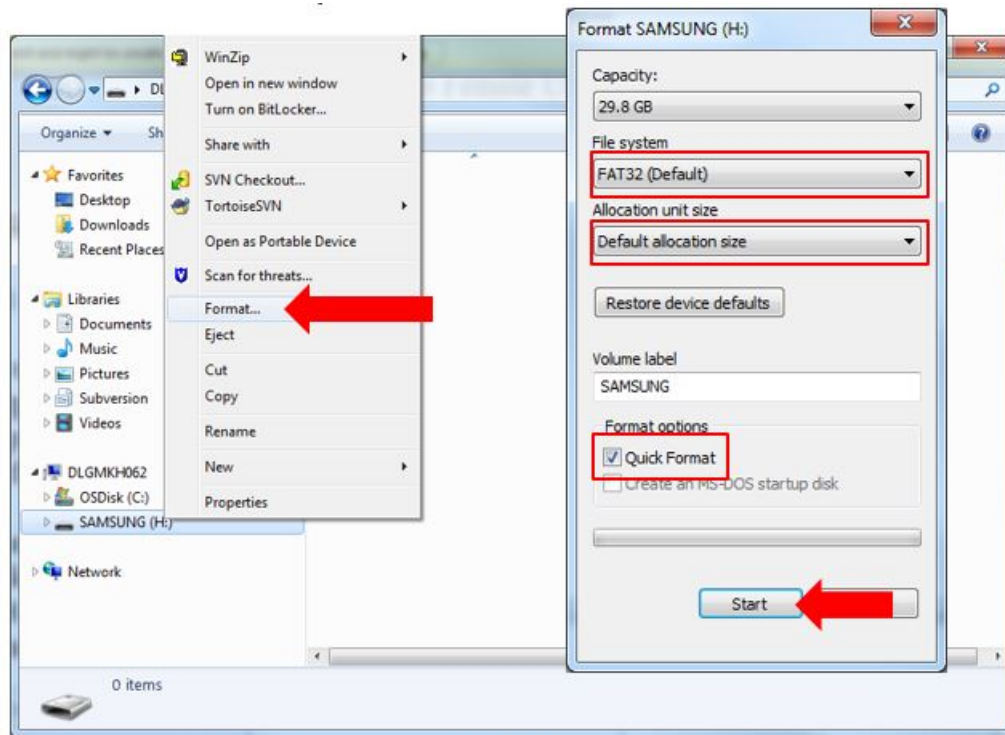 DL
Organize
Sh
Favorites
Desktop
Downloads
Recent Places
Libraries
Documents
Music
Pictures
Subversion
Videos
DLGMKH062
OSDisk (C:)
SAMSUNG (H:)
Network
0 items
WinZip
Open in new window
Turn on BitLocker...
Share with
SVN Checkout...
TortoiseSVN
Open as Portable Device
Scan for threats...
Format...
Eject
Cut
Copy
Rename
New
Properties
Format SAMSUNG (H:)
Capacity:
29.8 GB
File system
FAT32 (Default)
Allocation unit size
Default allocation size
Restore device defaults
Volume label
SAMSUNG
Format options
Quick Format
Create an MS-DOS startup disk
Start